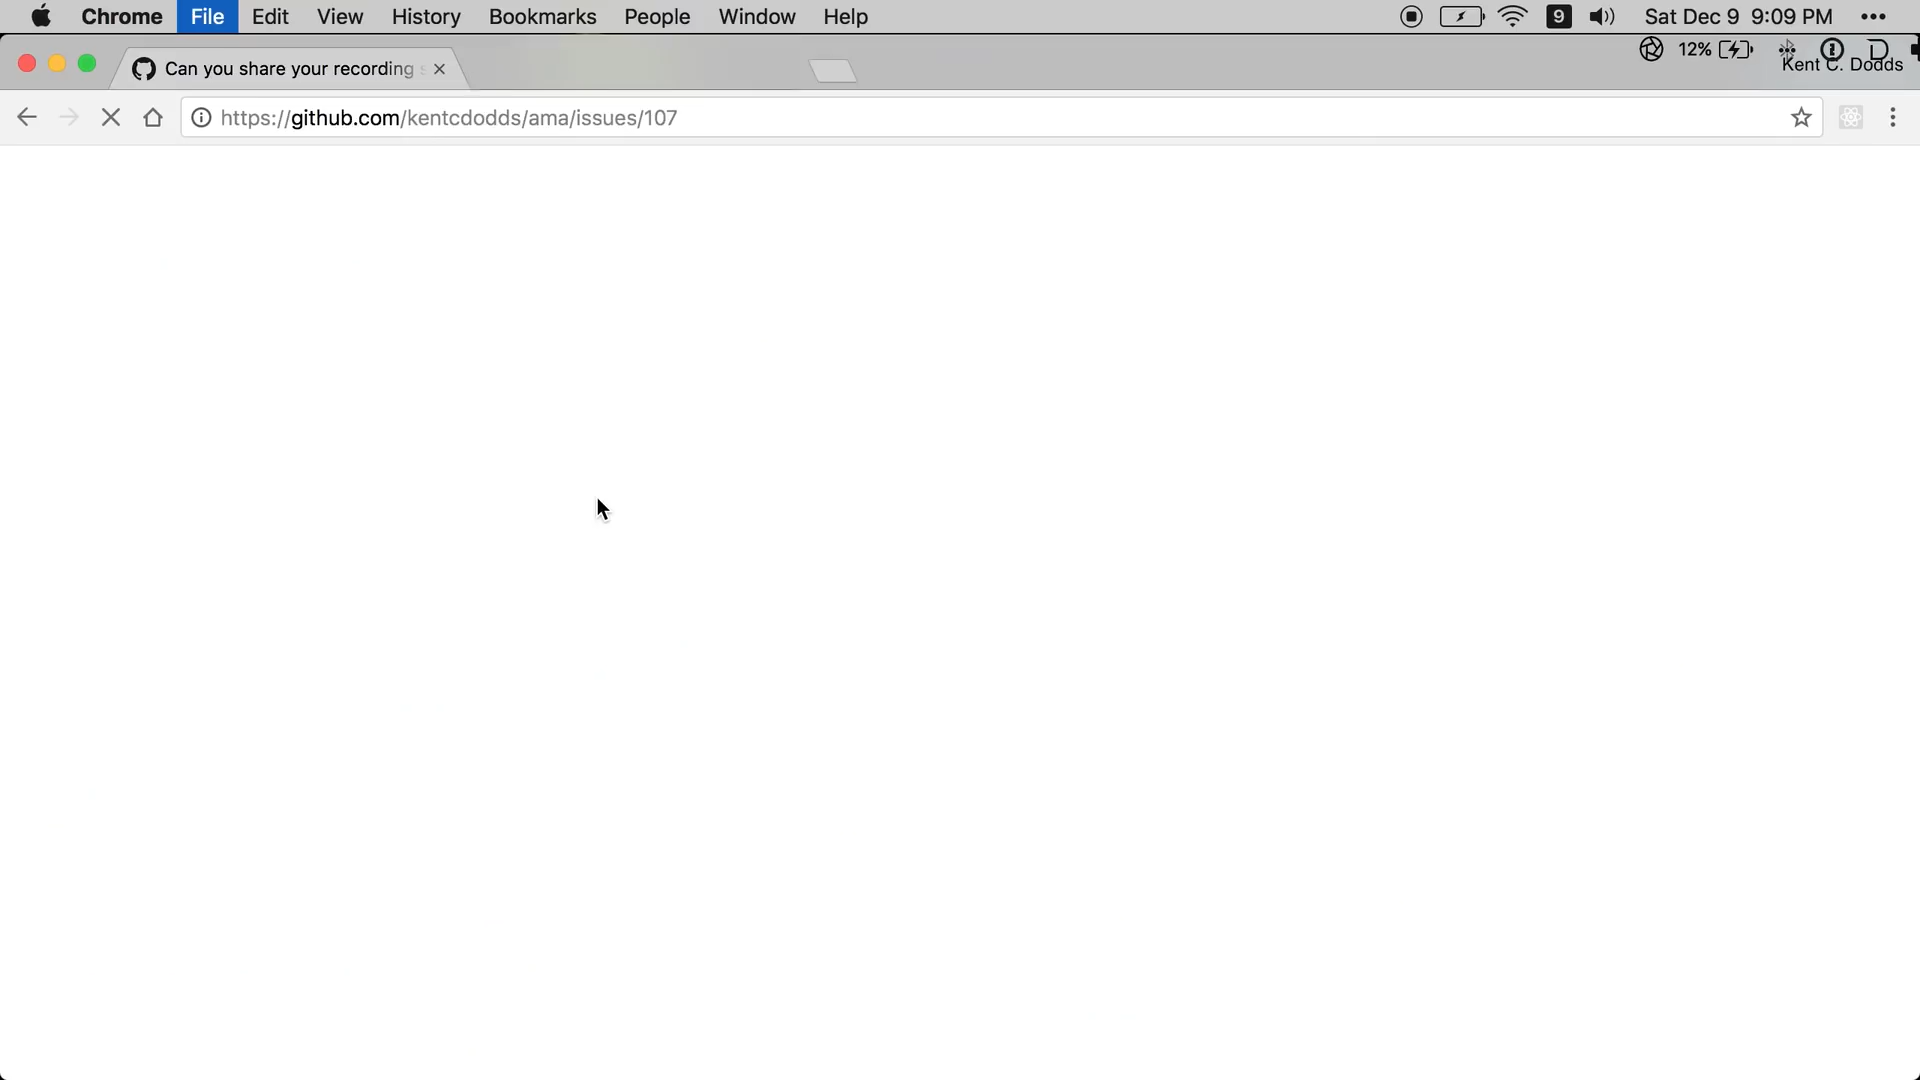 Chrome File Edit View History Bookmarks People Window Help 9 Sat Dec 9 9:09 PM
12%
Can you share your recording
Kent C. Dodds
https://github.com/kentcdodds/ama/issues/107